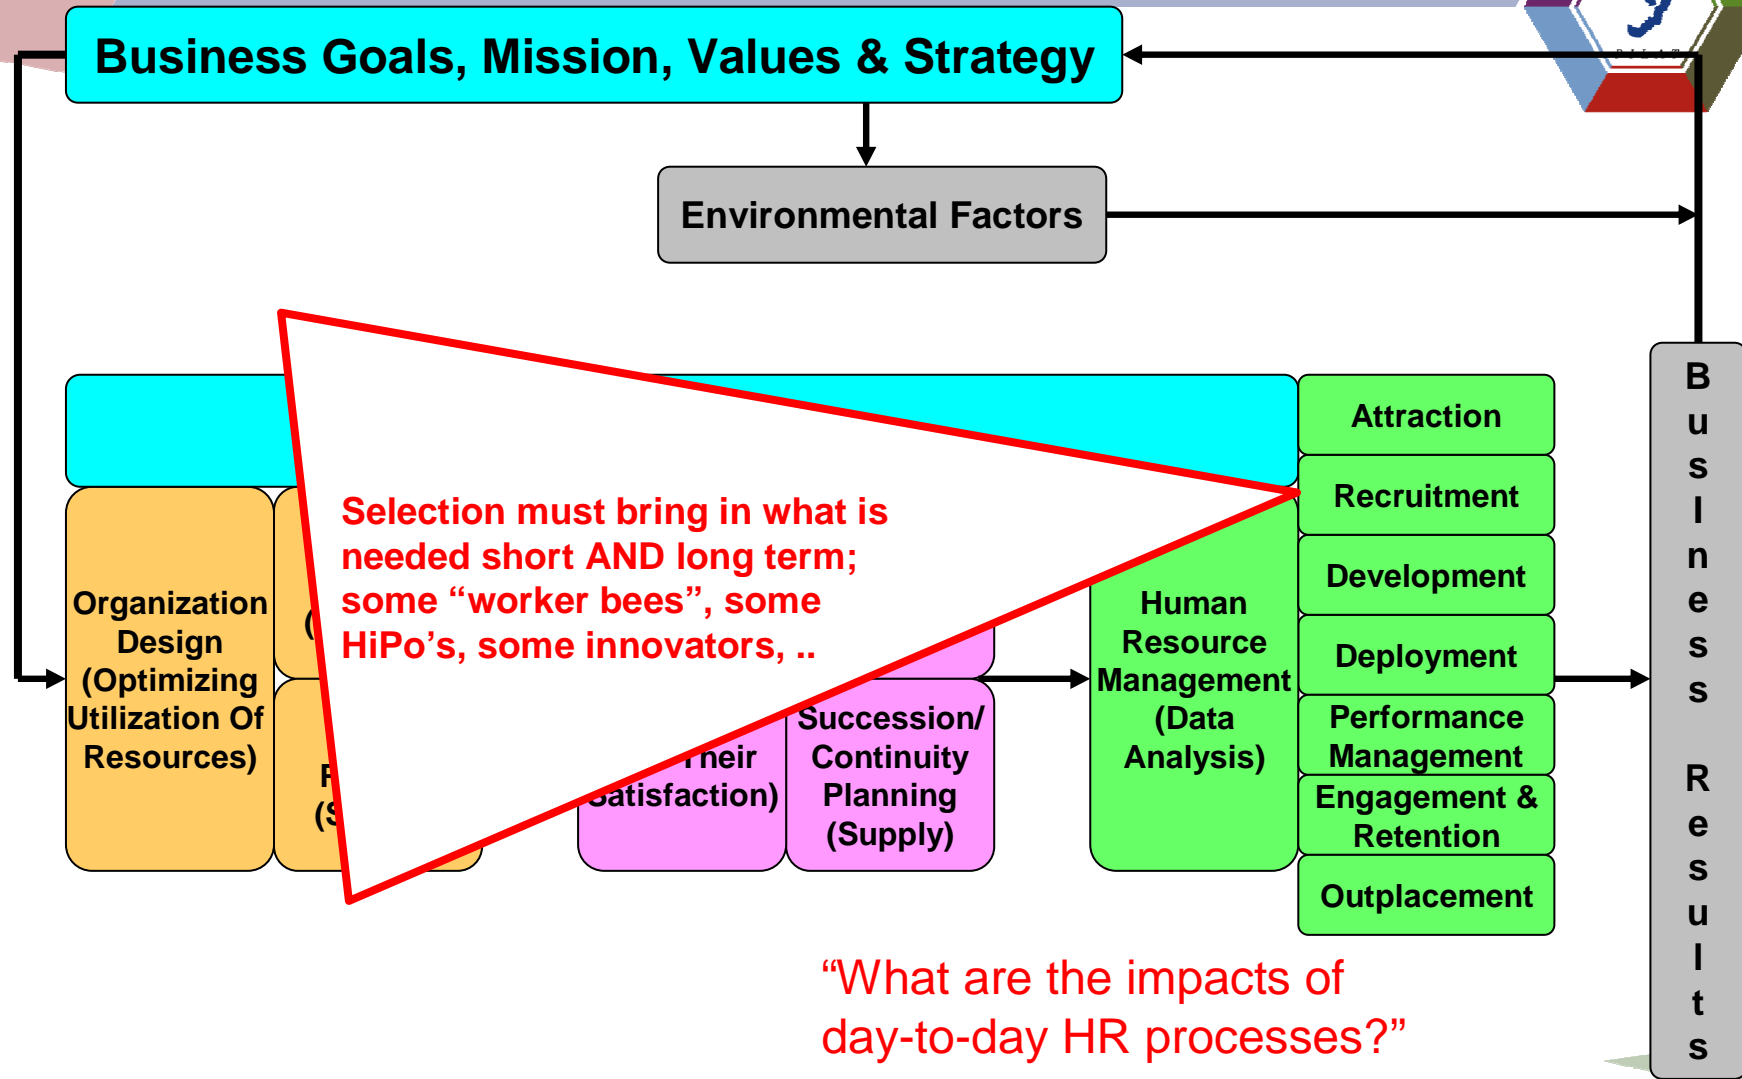 Business Goals, Mission, Values & Strategy
PILAT
Environmental Factors
Selection must bring in what is
needed short AND long term;
some “worker bees”, some
HiPo’s, some innovators, ..
Organization
Design
(Optimizing
Utilization Of
Resources)
(
F
(S
Their
Satisfaction)
Succession/
Continuity
Planning
(Supply)
Human
Resource
Management
(Data
Analysis)
Attraction
Recruitment
Development
Deployment
Performance
Management
Engagement &
Retention
Outplacement
B
u
s
I
n
e
s
s
R
e
s
u
l
t
s
“What are the impacts of
day-to-day HR processes?”